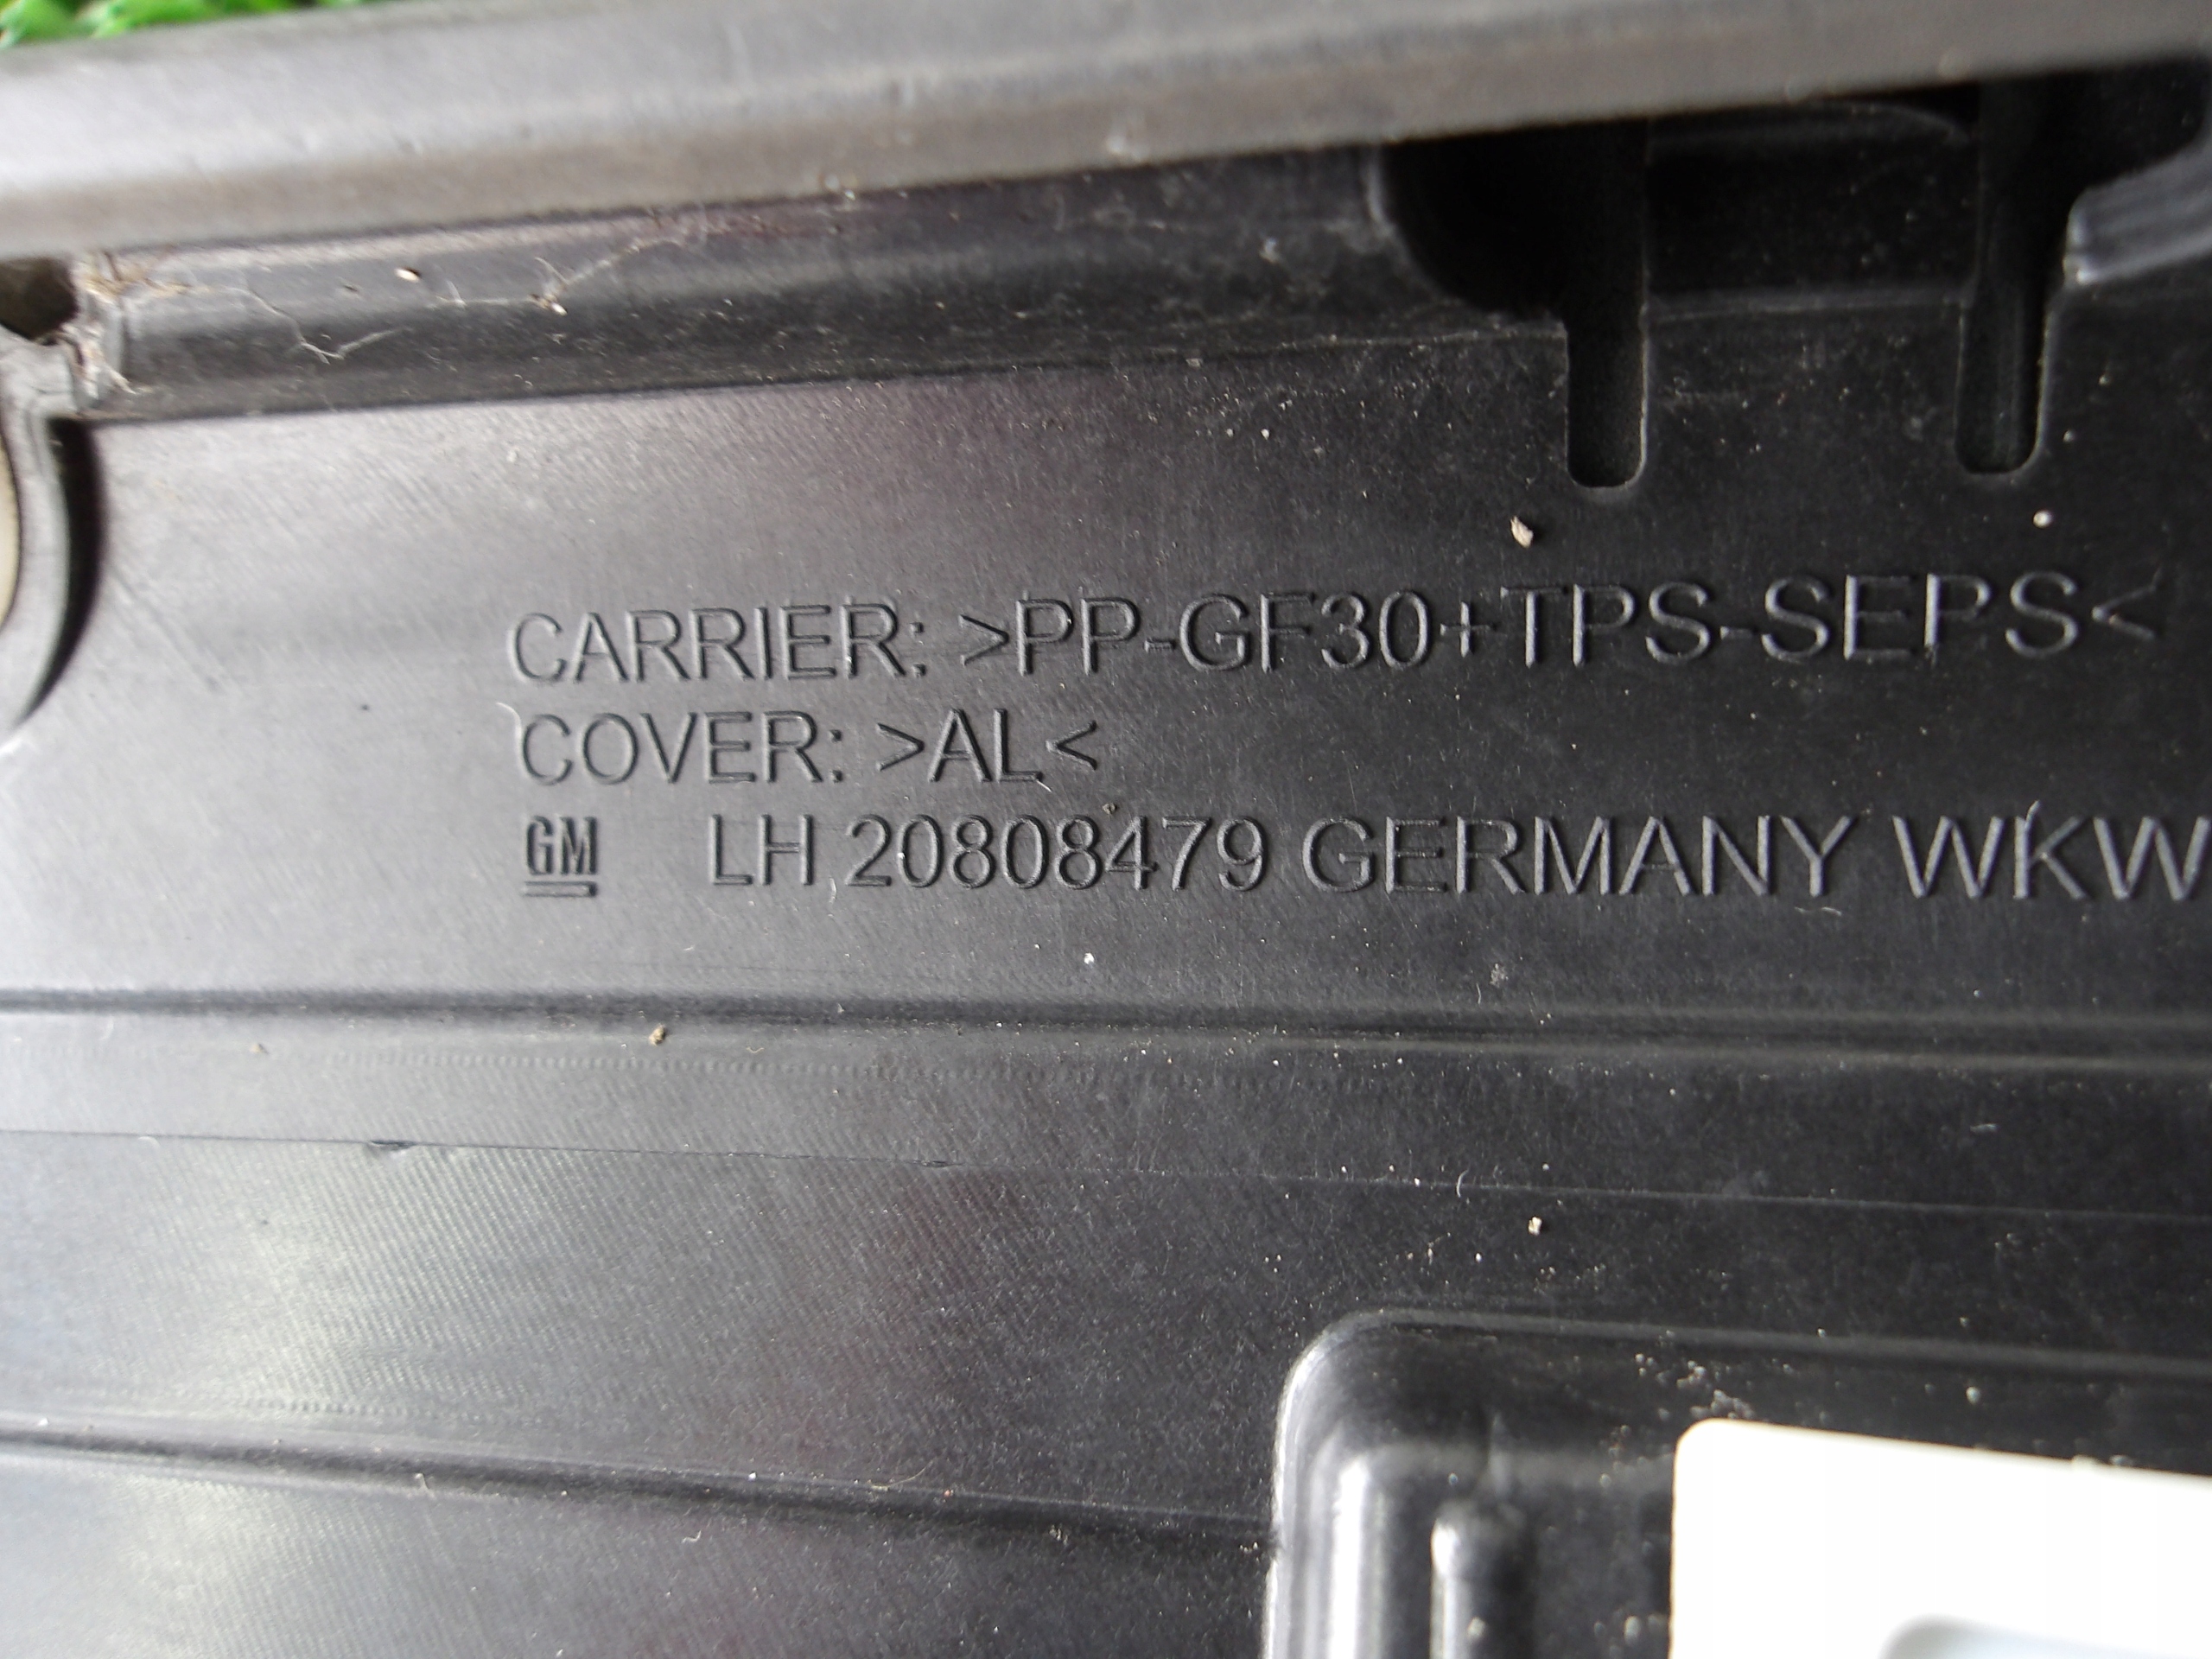 CARRIER: >PP-GF30+TPS-SEPS<
COVER: >AL<
GM LH 20808479 GERMANY WKW